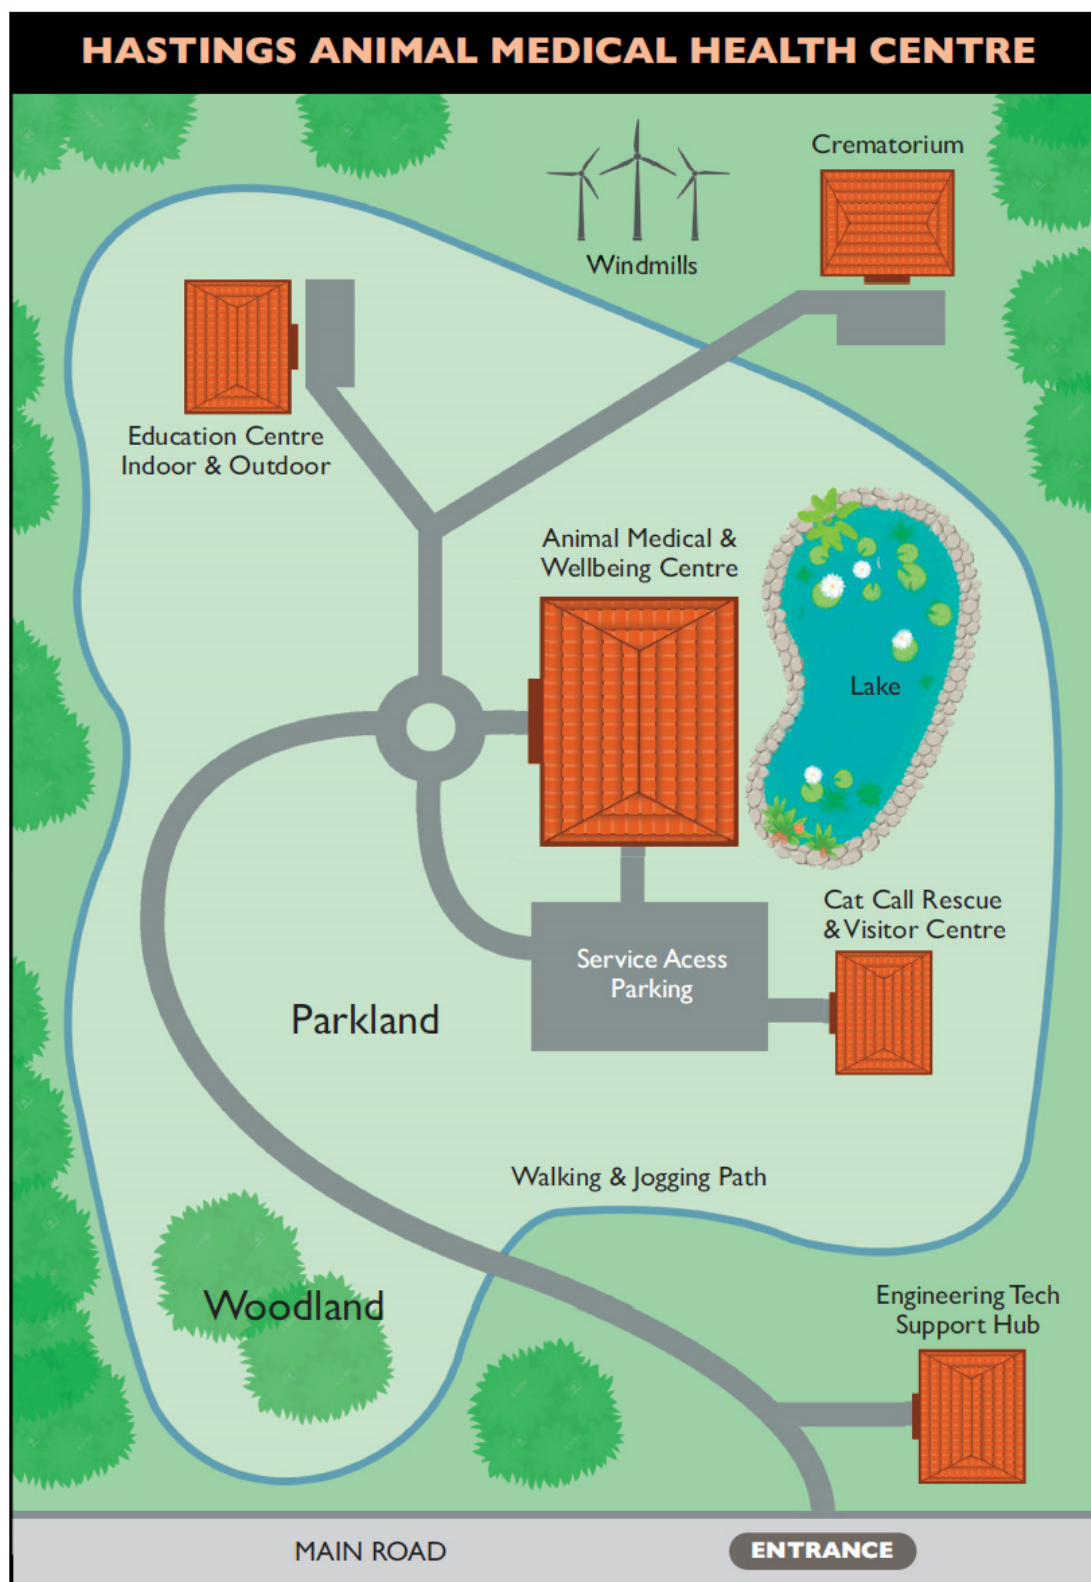 HASTINGS ANIMAL MEDICAL HEALTH CENTRE
Crematorium
Windmills
Education Centre
Indoor & Outdoor
Animal Medical &
Wellbeing Centre
Lake
Cat Call Rescue
& Visitor Centre
Service Acess
Parking
Parkland
Walking & Jogging Path
Woodland
Engineering Tech
Support Hub
MAIN ROAD
ENTRANCE